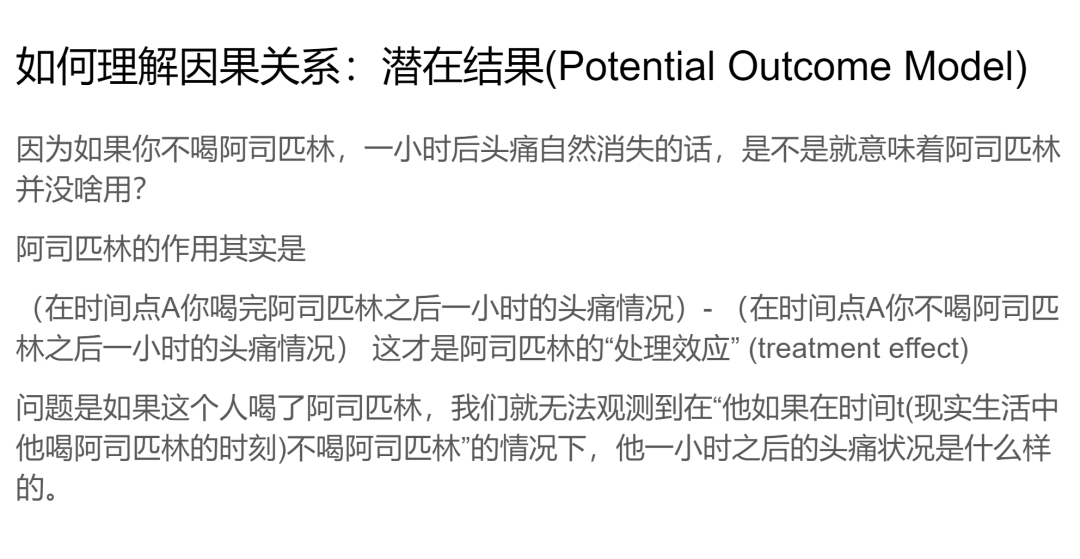 如何理解因果关系：潜在结果(Potential Outcome Model)
因为如果你不喝阿司匹林，一小时后头痛自然消失的话，是不是就意味着阿司匹林
并没啥用？
阿司匹林的作用其实是
（在时间点A你喝完阿司匹林之后一小时的头痛情况）- （在时间点A你不喝阿司匹
林之后一小时的头痛情况） 这才是阿司匹林的“处理效应” (treatment effect)
问题是如果这个人喝了阿司匹林，我们就无法观测到在“他如果在时间t(现实生活中
他喝阿司匹林的时刻)不喝阿司匹林”的情况下，他一小时之后的头痛状况是什么样
的。